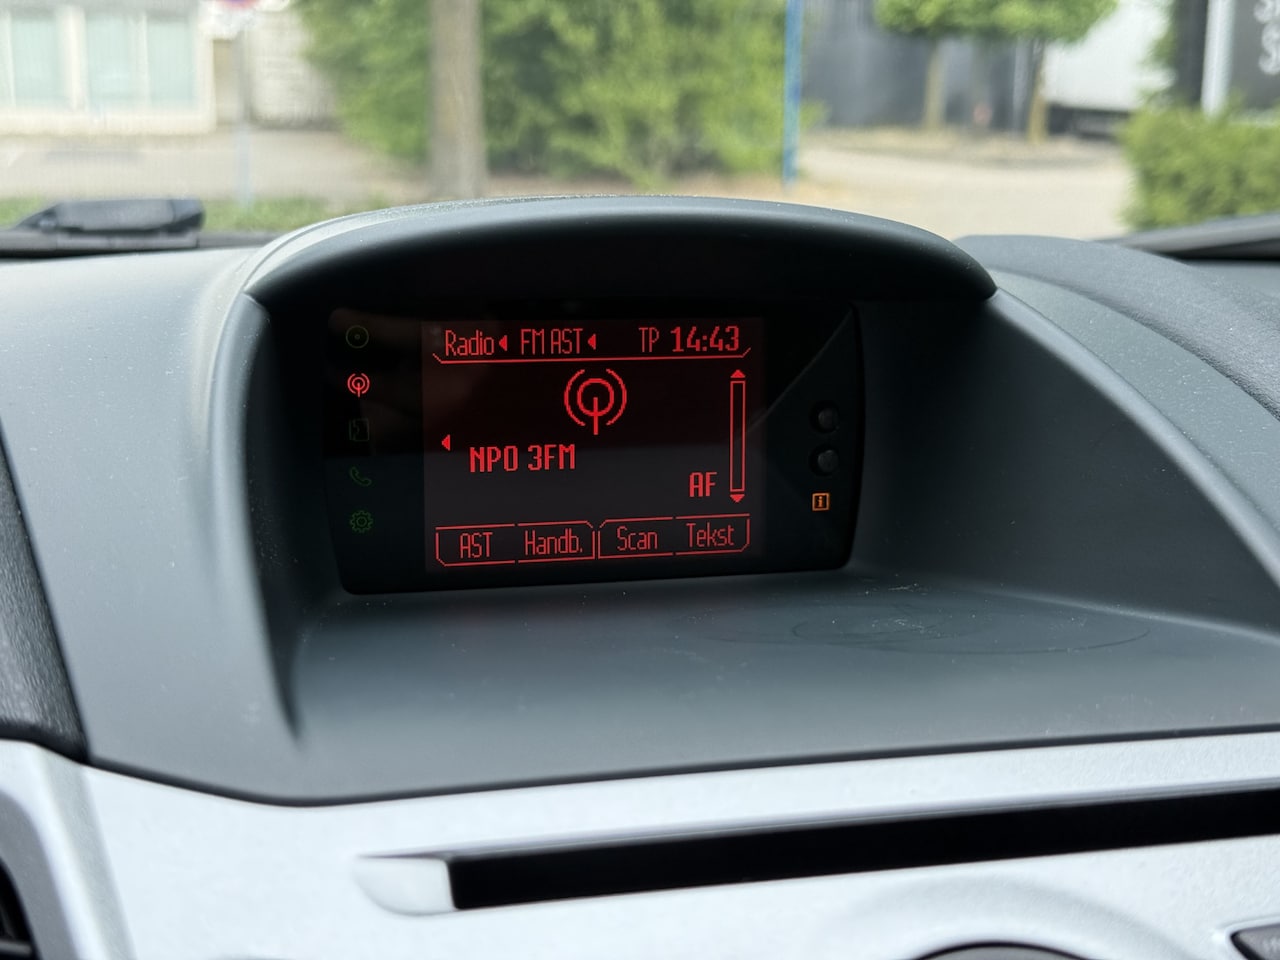 Radio FM AST TP 14:43
NPO 3FM
AF
AST Handb. Scan Tekst